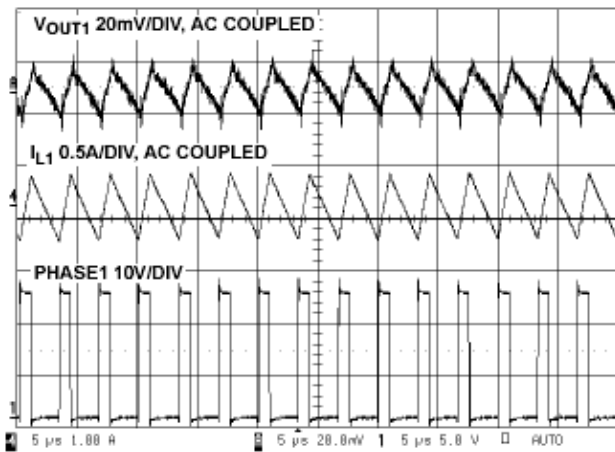 VOUT1 20mV/DIV, AC COUPLED
IL1 0.5A/DIV, AC COUPLED
PHASE1 10V/DIV
1
5 µs 1.00 A 5 µs 20.0mV 1 5 µs 5.0 V AUTO